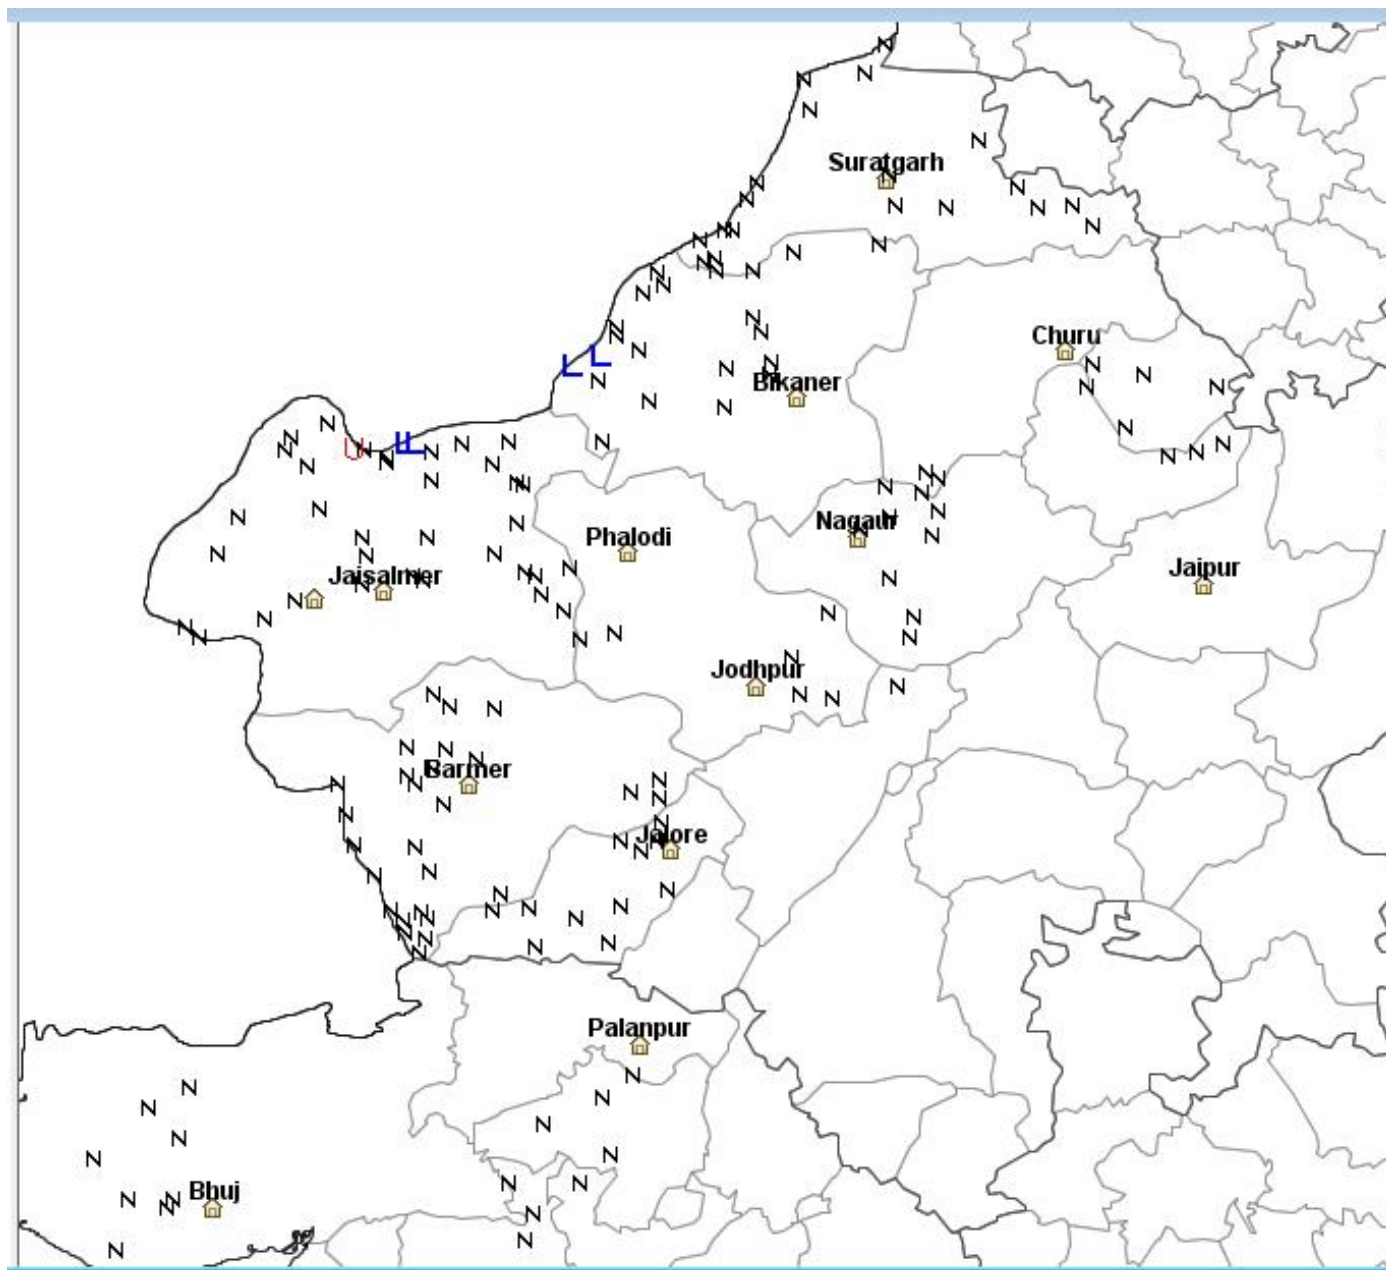 Suratgarh
Churu
L L
Bikaner
U L L
Nagaur
Phalodi
Jaipur
Jaisalmer
Jodhpur
Barmer
Jalore
Palanpur
Bhuj